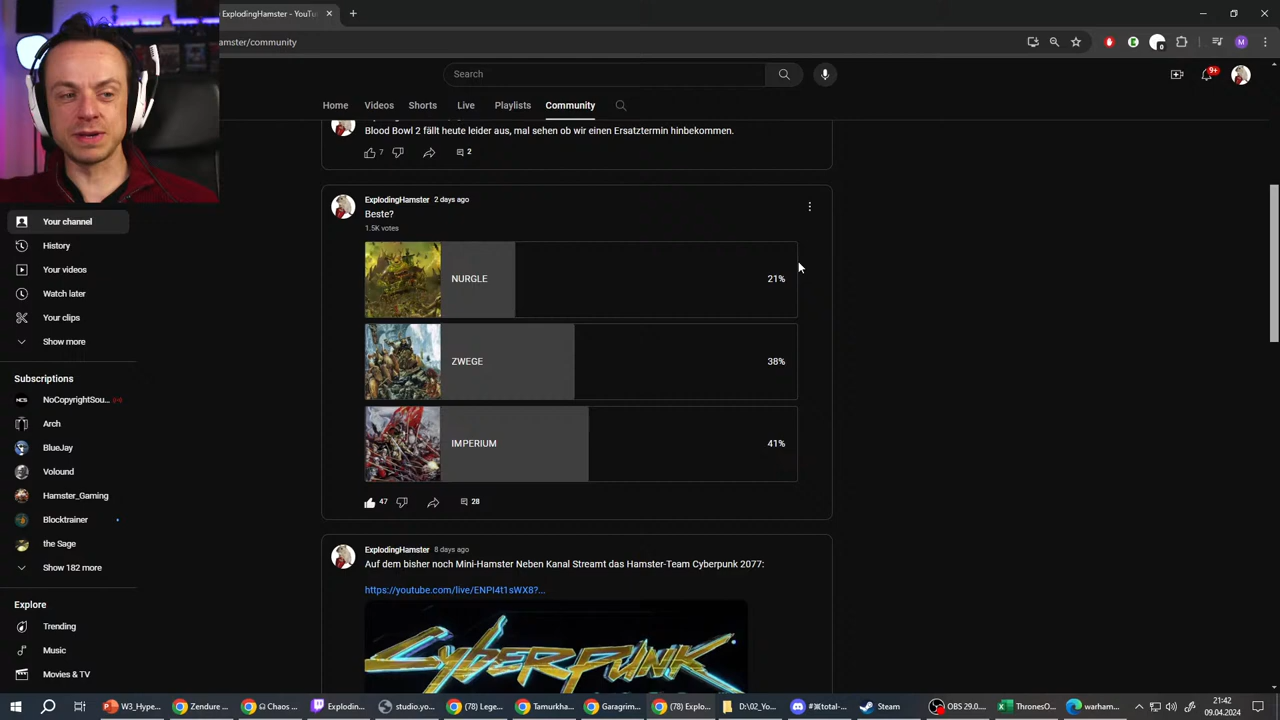 ExplodingHamster - YouTu
amster/community
Search
9+
Home Videos Shorts Live Playlists Community
Blood Bowl 2 fällt heute leider aus, mal sehen ob wir einen Ersatztermin hinbekommen.
7 2
Your channel
History
Your videos
Watch later
Your clips
Show more
Subscriptions
NoCopyrightSou...
Arch
BlueJay
Volound
Hamster_Gaming
Blocktrainer
the Sage
Show 182 more
Explore
Trending
Music
Movies & TV
ExplodingHamster 2 days ago
Beste?
1.5K votes
NURGLE 21%
ZWEGE 38%
IMPERIUM 41%
47 28
ExplodingHamster 8 days ago
Auf dem bisher noch Mini-Hamster Neben Kanal Streamt das Hamster-Team Cyberpunk 2077:
https://youtube.com/live/ENPI4t1sWX8?...
CYBERPUNK
W3_Hype... Zendure ... Ω Chaos ... Explodin... studio.yo... (78) Lege... Tamurkha... Garagrim... (78) Explo... D:\02_Yo... (3) #⌘total-... Steam OBS 29.0... ThronesO... warham...
21:42
09.04.2024